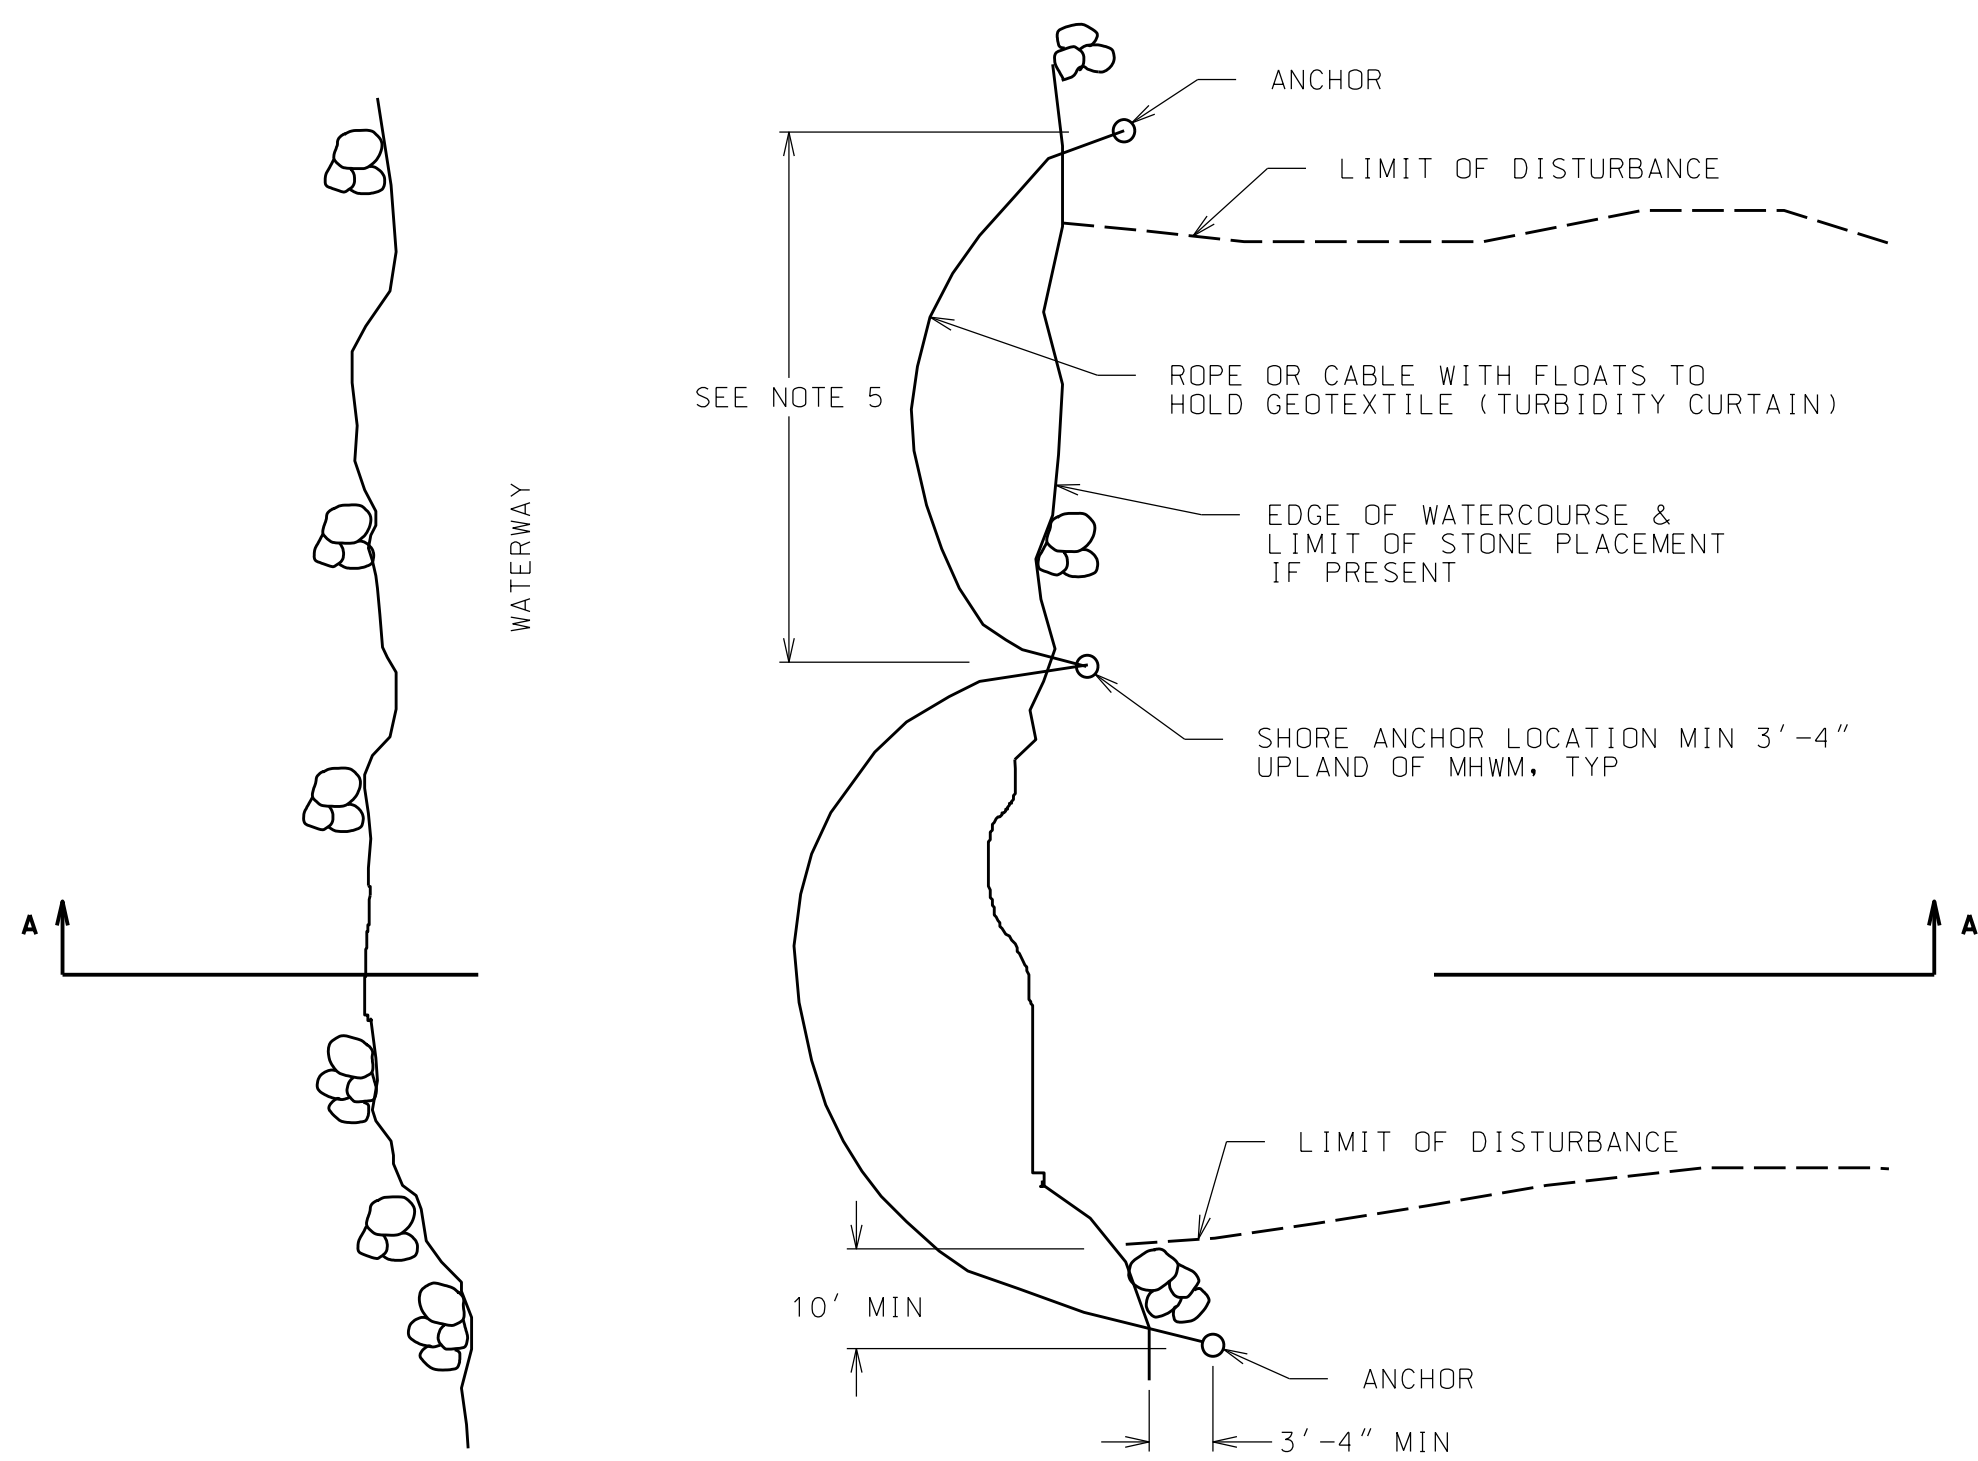 ANCHOR
LIMIT OF DISTURBANCE
ROPE OR CABLE WITH FLOATS TO
HOLD GEOTEXTILE (TURBIDITY CURTAIN)
SEE NOTE 5
WATERWAY
EDGE OF WATERCOURSE &
LIMIT OF STONE PLACEMENT
IF PRESENT
SHORE ANCHOR LOCATION MIN 3'-4"
UPLAND OF MHWM, TYP
A
A
LIMIT OF DISTURBANCE
10' MIN
ANCHOR
3'-4" MIN